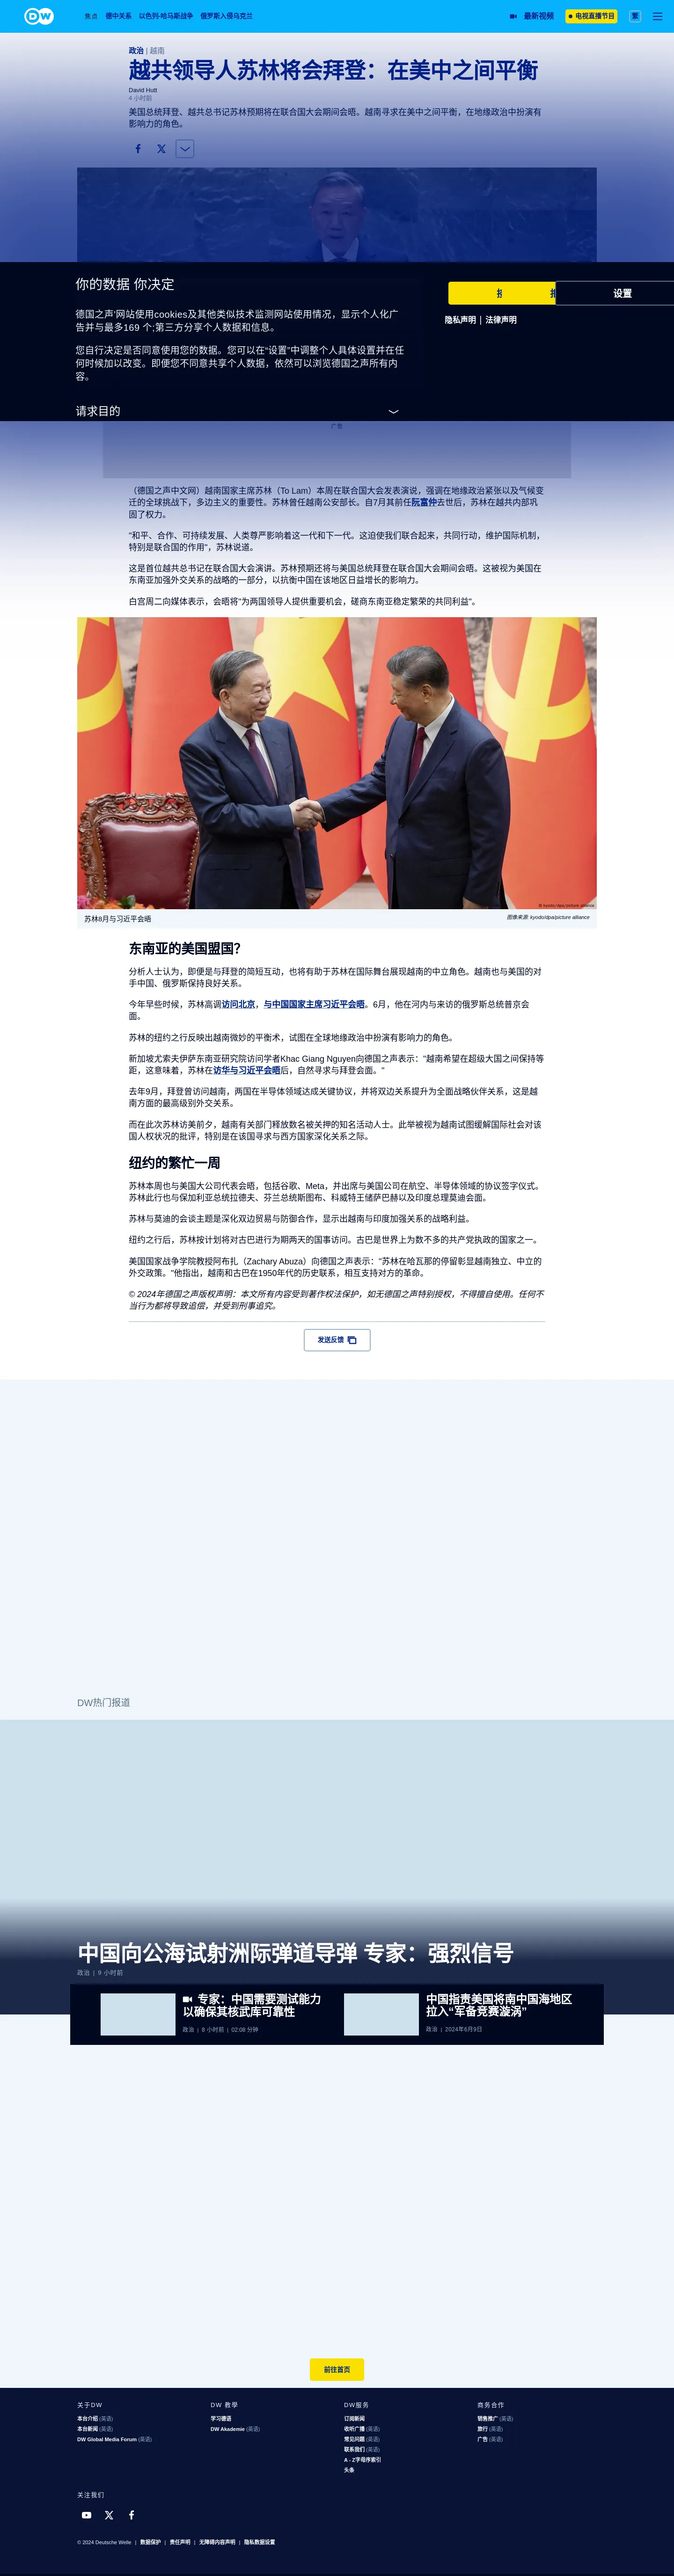 DW
焦点 德中关系 以色列-哈马斯战争 俄罗斯入侵乌克兰 最新视频 电视直播节目 繁
政治 | 越南
越共领导人苏林将会拜登：在美中之间平衡
David Hutt
4 小时前
美国总统拜登、越共总书记苏林预期将在联合国大会期间会晤。越南寻求在美中之间平衡，在地缘政治中扮演有
影响力的角色。
你的数据 你决定
德国之声'网站使用cookies及其他类似技术监测网站使用情况，显示个人化广
告并与最多169 个;第三方分享个人数据和信息。
您自行决定是否同意使用您的数据。您可以在“设置”中调整个人具体设置并在任
何时候加以改变。即便您不同意共享个人数据，依然可以浏览德国之声所有内
容。
请求目的
设置
隐私声明 | 法律声明
广告
（德国之声中文网）越南国家主席苏林（To Lam）本周在联合国大会发表演说，强调在地缘政治紧张以及气候变
迁的全球挑战下，多边主义的重要性。苏林曾任越南公安部长。自7月其前任阮富仲去世后，苏林在越共内部巩
固了权力。
"和平、合作、可持续发展、人类尊严影响着这一代和下一代。这迫使我们联合起来，共同行动，维护国际机制，
特别是联合国的作用"，苏林说道。
这是首位越共总书记在联合国大会演讲。苏林预期还将与美国总统拜登在联合国大会期间会晤。这被视为美国在
东南亚加强外交关系的战略的一部分，以抗衡中国在该地区日益增长的影响力。
白宫周二向媒体表示，会晤将"为两国领导人提供重要机会，磋商东南亚稳定繁荣的共同利益"。
苏林8月与习近平会晤
图像来源: kyodo/dpa/picture alliance
东南亚的美国盟国？
分析人士认为，即便是与拜登的简短互动，也将有助于苏林在国际舞台展现越南的中立角色。越南也与美国的对
手中国、俄罗斯保持良好关系。
今年早些时候，苏林高调访问北京，与中国国家主席习近平会晤。6月，他在河内与来访的俄罗斯总统普京会
面。
苏林的纽约之行反映出越南微妙的平衡术，试图在全球地缘政治中扮演有影响力的角色。
新加坡尤索夫伊萨东南亚研究院访问学者Khac Giang Nguyen向德国之声表示："越南希望在超级大国之间保持等
距，这意味着，苏林在访华与习近平会晤后，自然寻求与拜登会面。"
去年9月，拜登曾访问越南，两国在半导体领域达成关键协议，并将双边关系提升为全面战略伙伴关系，这是越
南方面的最高级别外交关系。
而在此次苏林访美前夕，越南有关部门释放数名被关押的知名活动人士。此举被视为越南试图缓解国际社会对该
国人权状况的批评，特别是在该国寻求与西方国家深化关系之际。
纽约的繁忙一周
苏林本周也与美国大公司代表会晤，包括谷歌、Meta，并出席与美国公司在航空、半导体领域的协议签字仪式。
苏林此行也与保加利亚总统拉德夫、芬兰总统斯图布、科威特王储萨巴赫以及印度总理莫迪会面。
苏林与莫迪的会谈主题是深化双边贸易与防御合作，显示出越南与印度加强关系的战略利益。
纽约之行后，苏林按计划将对古巴进行为期两天的国事访问。古巴是世界上为数不多的共产党执政的国家之一。
美国国家战争学院教授阿布扎（Zachary Abuza）向德国之声表示："苏林在哈瓦那的停留彰显越南独立、中立的
外交政策。"他指出，越南和古巴在1950年代的历史联系，相互支持对方的革命。
© 2024年德国之声版权声明：本文所有内容受到著作权法保护，如无德国之声特别授权，不得擅自使用。任何不
当行为都将导致追偿，并受到刑事追究。
发送反馈
DW热门报道
中国向公海试射洲际弹道导弹 专家：强烈信号
政治 | 9 小时前
专家：中国需要测试能力
以确保其核武库可靠性
政治 | 8 小时前 | 02:08 分钟
中国指责美国将南中国海地区
拉入“军备竞赛漩涡”
政治 | 2024年6月9日
前往首页
关于DW
本台介绍 (英语)
本台新闻 (英语)
DW Global Media Forum (英语)
DW 教学
学习德语
DW Akademie (英语)
DW服务
订阅新闻
收听广播 (英语)
常见问题 (英语)
联系我们 (英语)
A - Z字母序索引
头条
商务合作
销售推广 (英语)
旅行 (英语)
广告 (英语)
关注我们
© 2024 Deutsche Welle | 数据保护 | 责任声明 | 无障碍内容声明 | 隐私数据设置